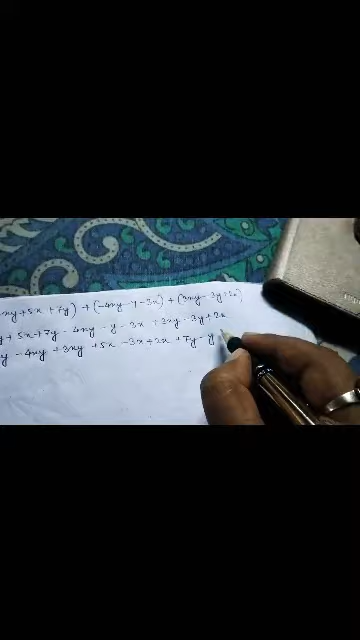 xy + 5x + 7y) + (-4xy - y - 3x) + (3xy - 3y + 2x)
y + 5x + 7y - 4xy - y - 3x + 3xy - 3y + 2x
y - 4xy + 3xy + 5x - 3x + 2x + 7y - y